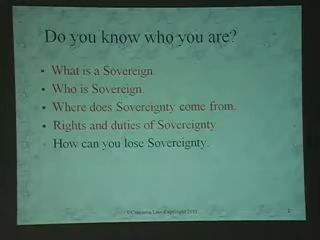 Do you know who you are?
• What is a Sovereign.
• Who is Sovereign.
• Where does Sovereignty come from.
• Rights and duties of Sovereignty
• How can you lose Sovereignty.
©Common Law Copyright
2